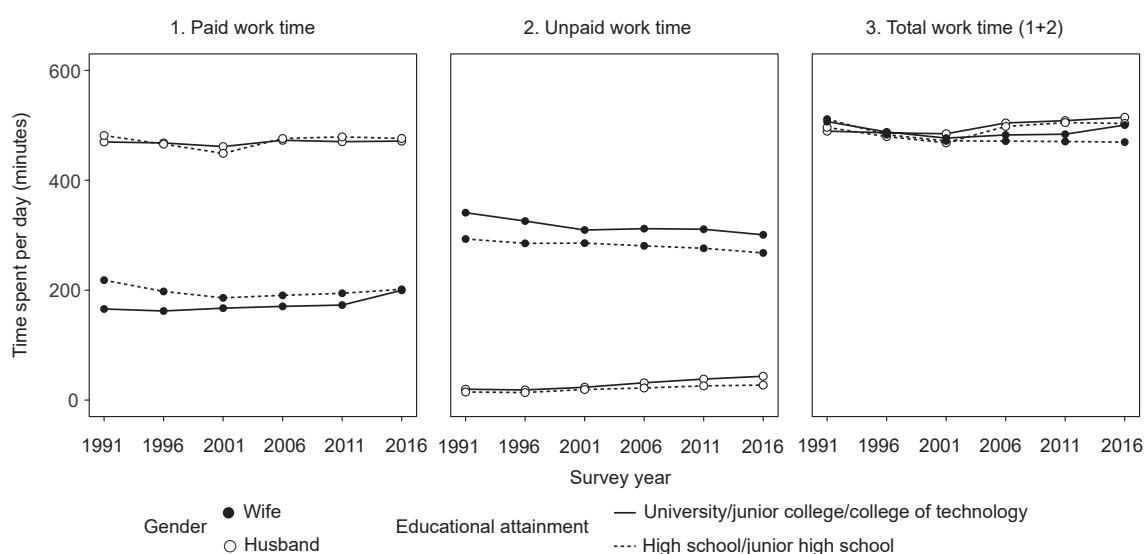 1. Paid work time
2. Unpaid work time
3. Total work time (1+2)
Time spent per day (minutes)
600
400
200
0
1991 1996 2001 2006 2011 2016
1991 1996 2001 2006 2011 2016
1991 1996 2001 2006 2011 2016
Survey year
Gender
Wife
Husband
Educational attainment
University/junior college/college of technology
High school/junior high school